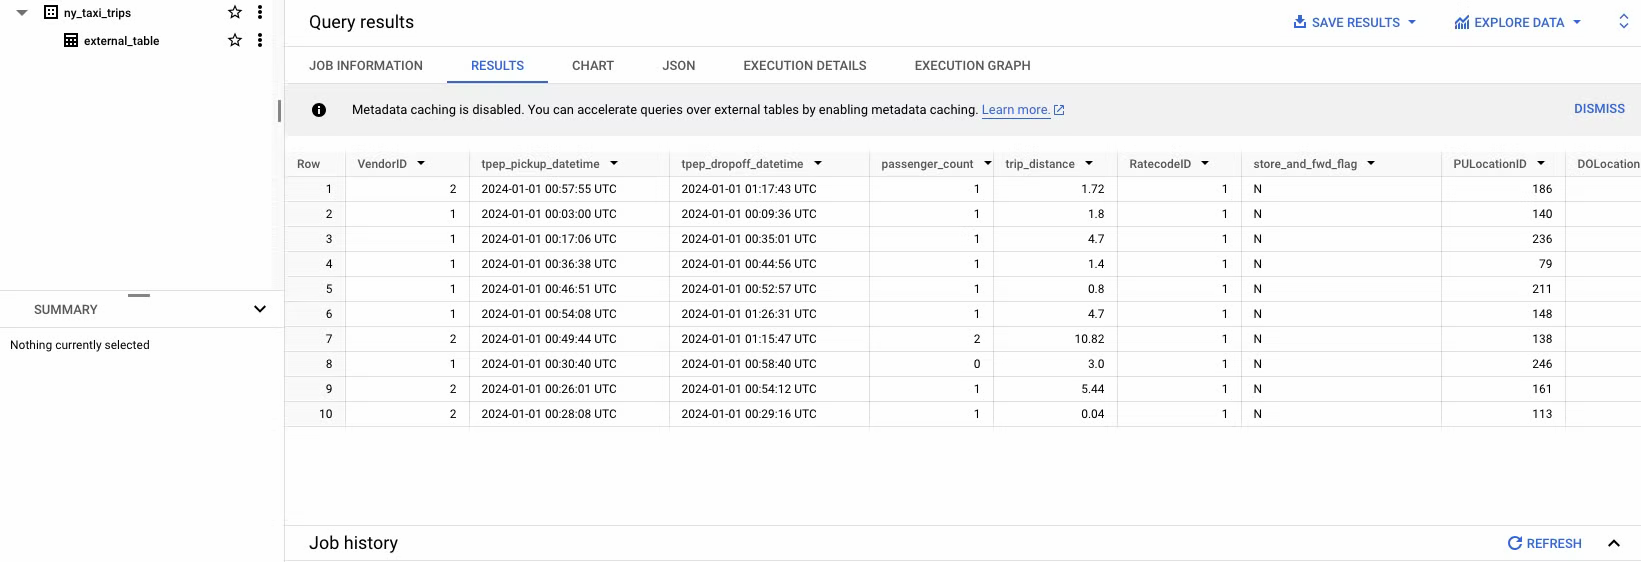 ny_taxi_trips
external_table
SUMMARY
Nothing currently selected
Query results
SAVE RESULTS
EXPLORE DATA
JOB INFORMATION RESULTS CHART JSON EXECUTION DETAILS EXECUTION GRAPH
Metadata caching is disabled. You can accelerate queries over external tables by enabling metadata caching. Learn more. DISMISS
Row VendorID tpep_pickup_datetime tpep_dropoff_datetime passenger_count trip_distance RatecodeID store_and_fwd_flag PULocationID DOLocation
1 2 2024-01-01 00:57:55 UTC 2024-01-01 01:17:43 UTC 1 1.72 1 N 186
2 1 2024-01-01 00:03:00 UTC 2024-01-01 00:09:36 UTC 1 1.8 1 N 140
3 1 2024-01-01 00:17:06 UTC 2024-01-01 00:35:01 UTC 1 4.7 1 N 236
4 1 2024-01-01 00:36:38 UTC 2024-01-01 00:44:56 UTC 1 1.4 1 N 79
5 1 2024-01-01 00:46:51 UTC 2024-01-01 00:52:57 UTC 1 0.8 1 N 211
6 1 2024-01-01 00:54:08 UTC 2024-01-01 01:26:31 UTC 1 4.7 1 N 148
7 2 2024-01-01 00:49:44 UTC 2024-01-01 01:15:47 UTC 2 10.82 1 N 138
8 1 2024-01-01 00:30:40 UTC 2024-01-01 00:58:40 UTC 0 3.0 1 N 246
9 2 2024-01-01 00:26:01 UTC 2024-01-01 00:54:12 UTC 1 5.44 1 N 161
10 2 2024-01-01 00:28:08 UTC 2024-01-01 00:29:16 UTC 1 0.04 1 N 113
Job history
REFRESH